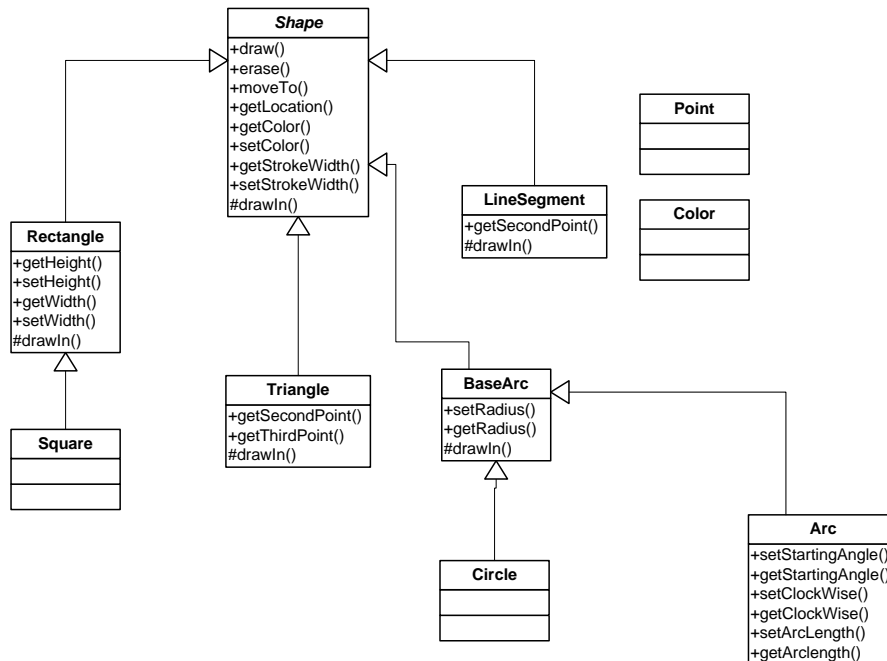 Shape
+draw()
+erase()
+moveTo()
+getLocation()
+getColor()
+setColor()
+getStrokeWidth()
+setStrokeWidth()
#drawIn()
Point
Color
LineSegment
+getSecondPoint()
#drawIn()
Rectangle
+getHeight()
+setHeight()
+getWidth()
+setWidth()
#drawIn()
Triangle
+getSecondPoint()
+getThirdPoint()
#drawIn()
BaseArc
+setRadius()
+getRadius()
#drawIn()
Square
Circle
Arc
+setStartingAngle()
+getStartingAngle()
+setClockWise()
+getClockWise()
+setArcLength()
+getArclength()